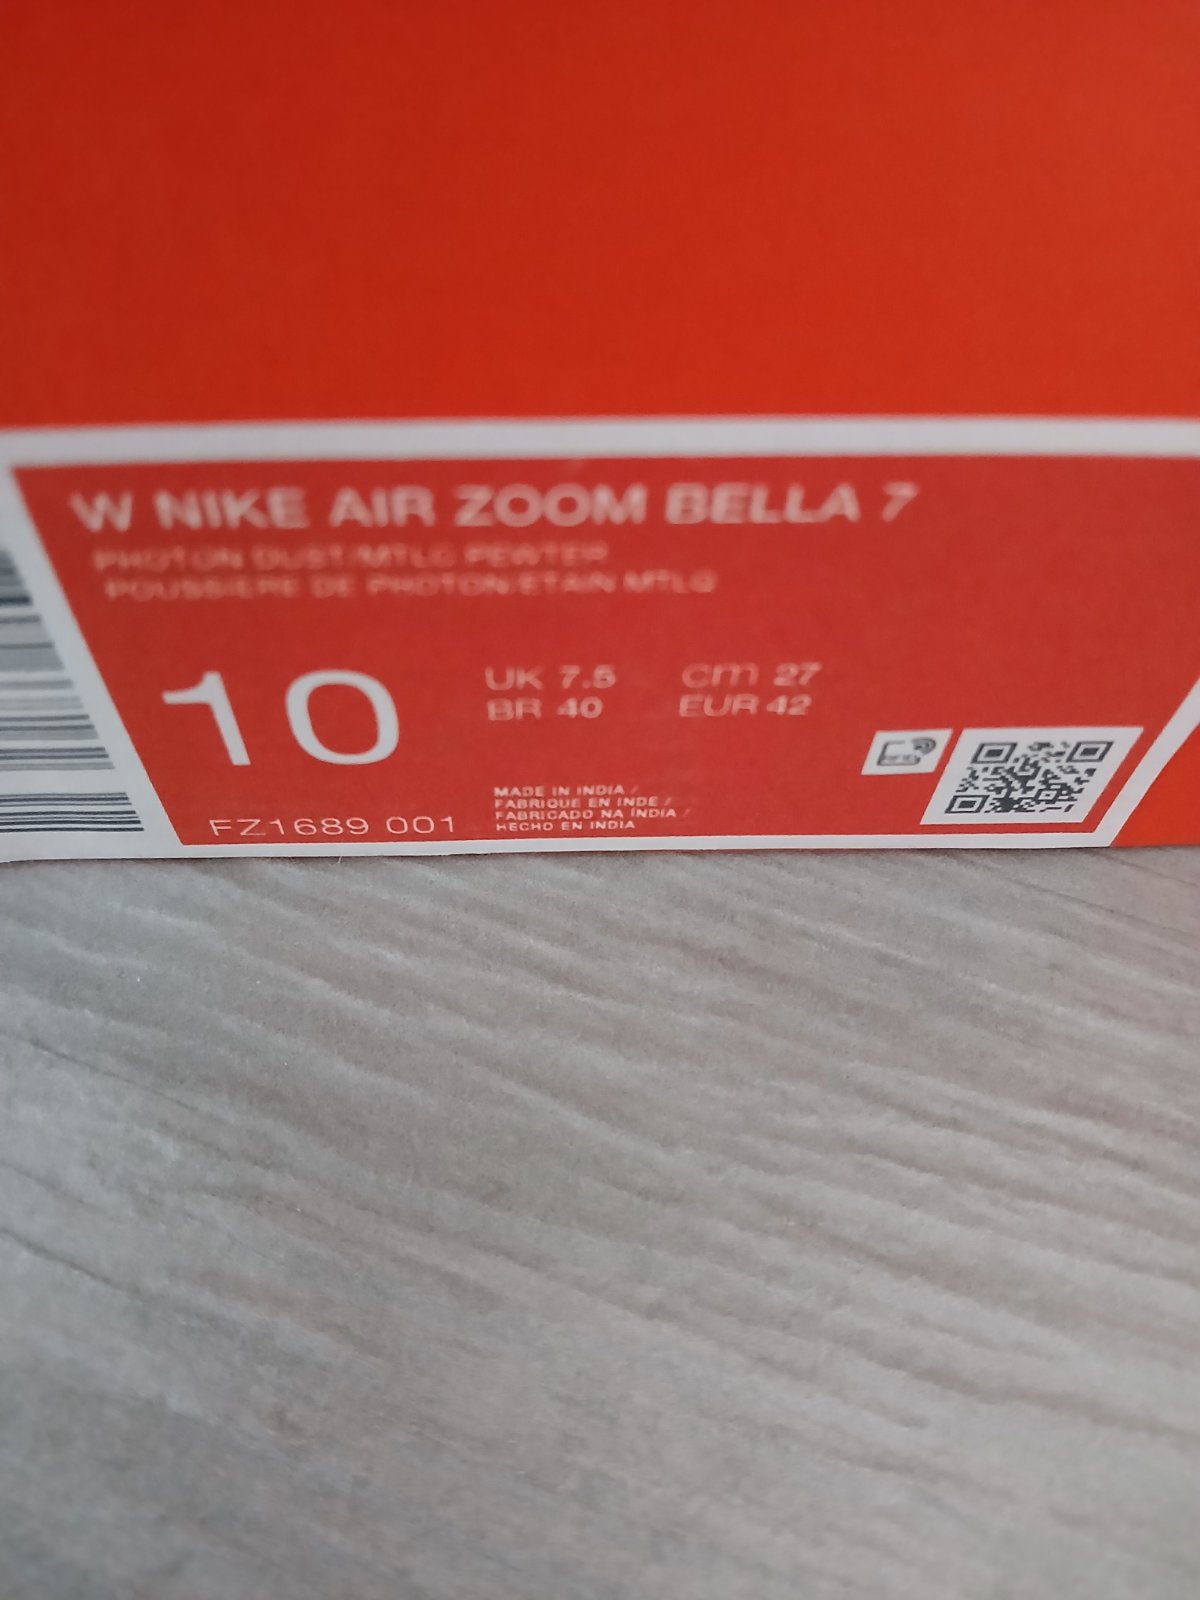 W NIKE AIR ZOOM BELLA 7
PHOTON DUST/MTLC PEWTER
POUSSIERE DE PHOTON/ETAIN MTLQ
10
UK 7.5 cm 27
BR 40 EUR 42
MADE IN INDIA /
FABRIQUE EN INDE /
FABRICADO NA ÍNDIA /
HECHO EN INDIA
FZ1689 001